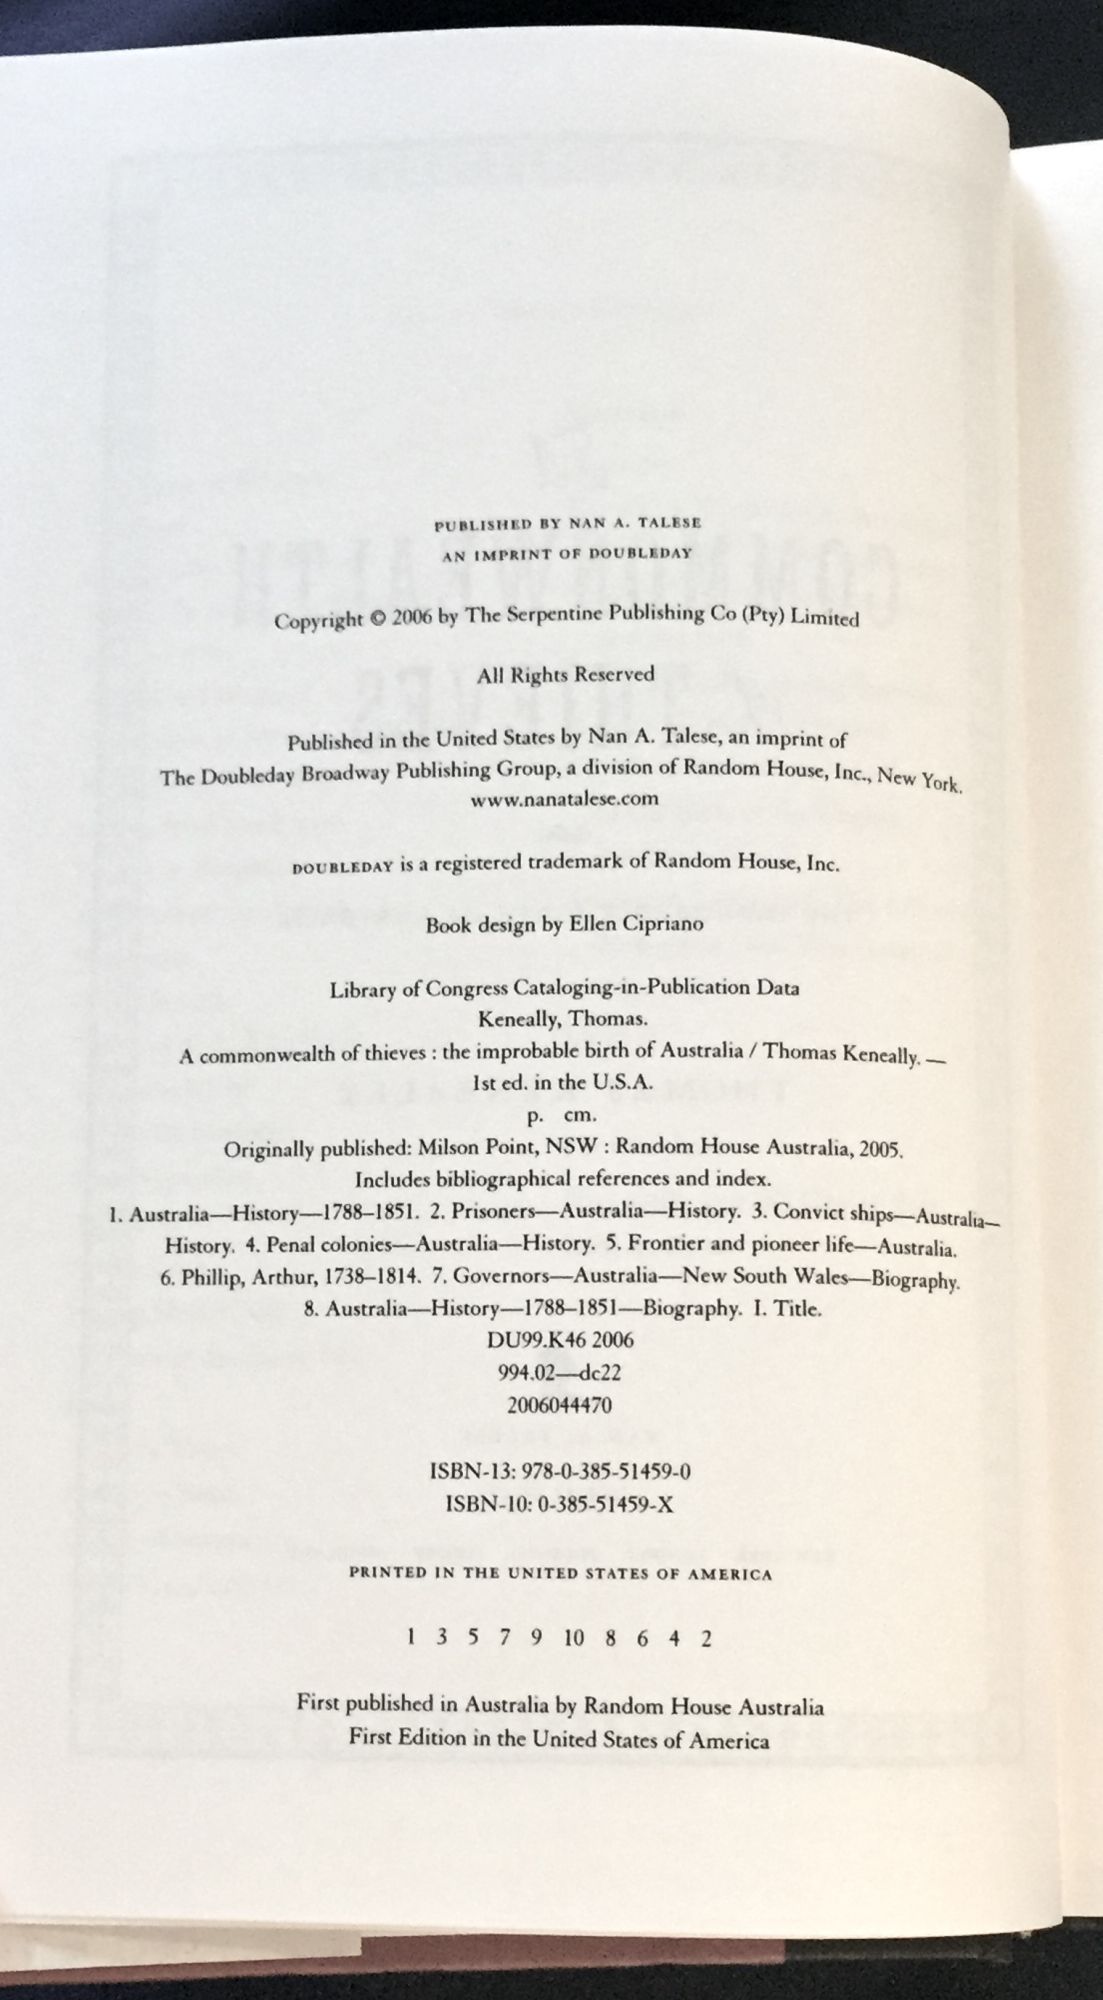 PUBLISHED BY NAN A. TALESE
AN IMPRINT OF DOUBLEDAY
Copyright © 2006 by The Serpentine Publishing Co (Pty) Limited
All Rights Reserved
Published in the United States by Nan A. Talese, an imprint of
The Doubleday Broadway Publishing Group, a division of Random House, Inc., New York.
www.nanatalese.com
DOUBLEDAY is a registered trademark of Random House, Inc.
Book design by Ellen Cipriano
Library of Congress Cataloging-in-Publication Data
Keneally, Thomas.
A commonwealth of thieves : the improbable birth of Australia / Thomas Keneally. —
1st ed. in the U.S.A.
p. cm.
Originally published: Milson Point, NSW : Random House Australia, 2005.
Includes bibliographical references and index.
1. Australia—History—1788–1851. 2. Prisoners—Australia—History. 3. Convict ships—Australia—
History. 4. Penal colonies—Australia—History. 5. Frontier and pioneer life—Australia.
6. Phillip, Arthur, 1738–1814. 7. Governors—Australia—New South Wales—Biography.
8. Australia—History—1788–1851—Biography. I. Title.
DU99.K46 2006
994.02—dc22
2006044470
ISBN-13: 978-0-385-51459-0
ISBN-10: 0-385-51459-X
PRINTED IN THE UNITED STATES OF AMERICA
1 3 5 7 9 10 8 6 4 2
First published in Australia by Random House Australia
First Edition in the United States of America